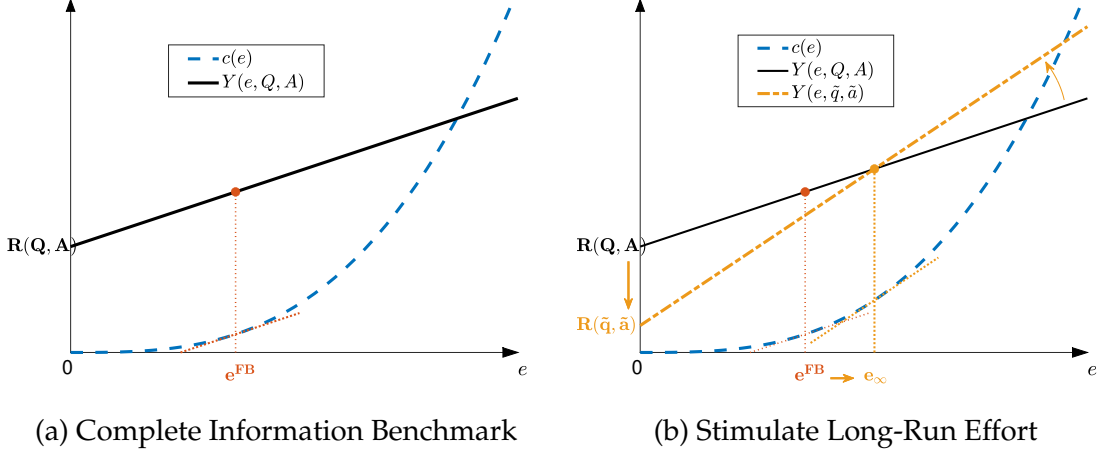 c(e)
Y(e, Q, A)
R(Q, A)
0
e^FB
e
(a) Complete Information Benchmark
c(e)
Y(e, Q, A)
Y(e, q̃, ã)
R(Q, A)
R(q̃, ã)
0
e^FB
e_∞
e
(b) Stimulate Long-Run Effort